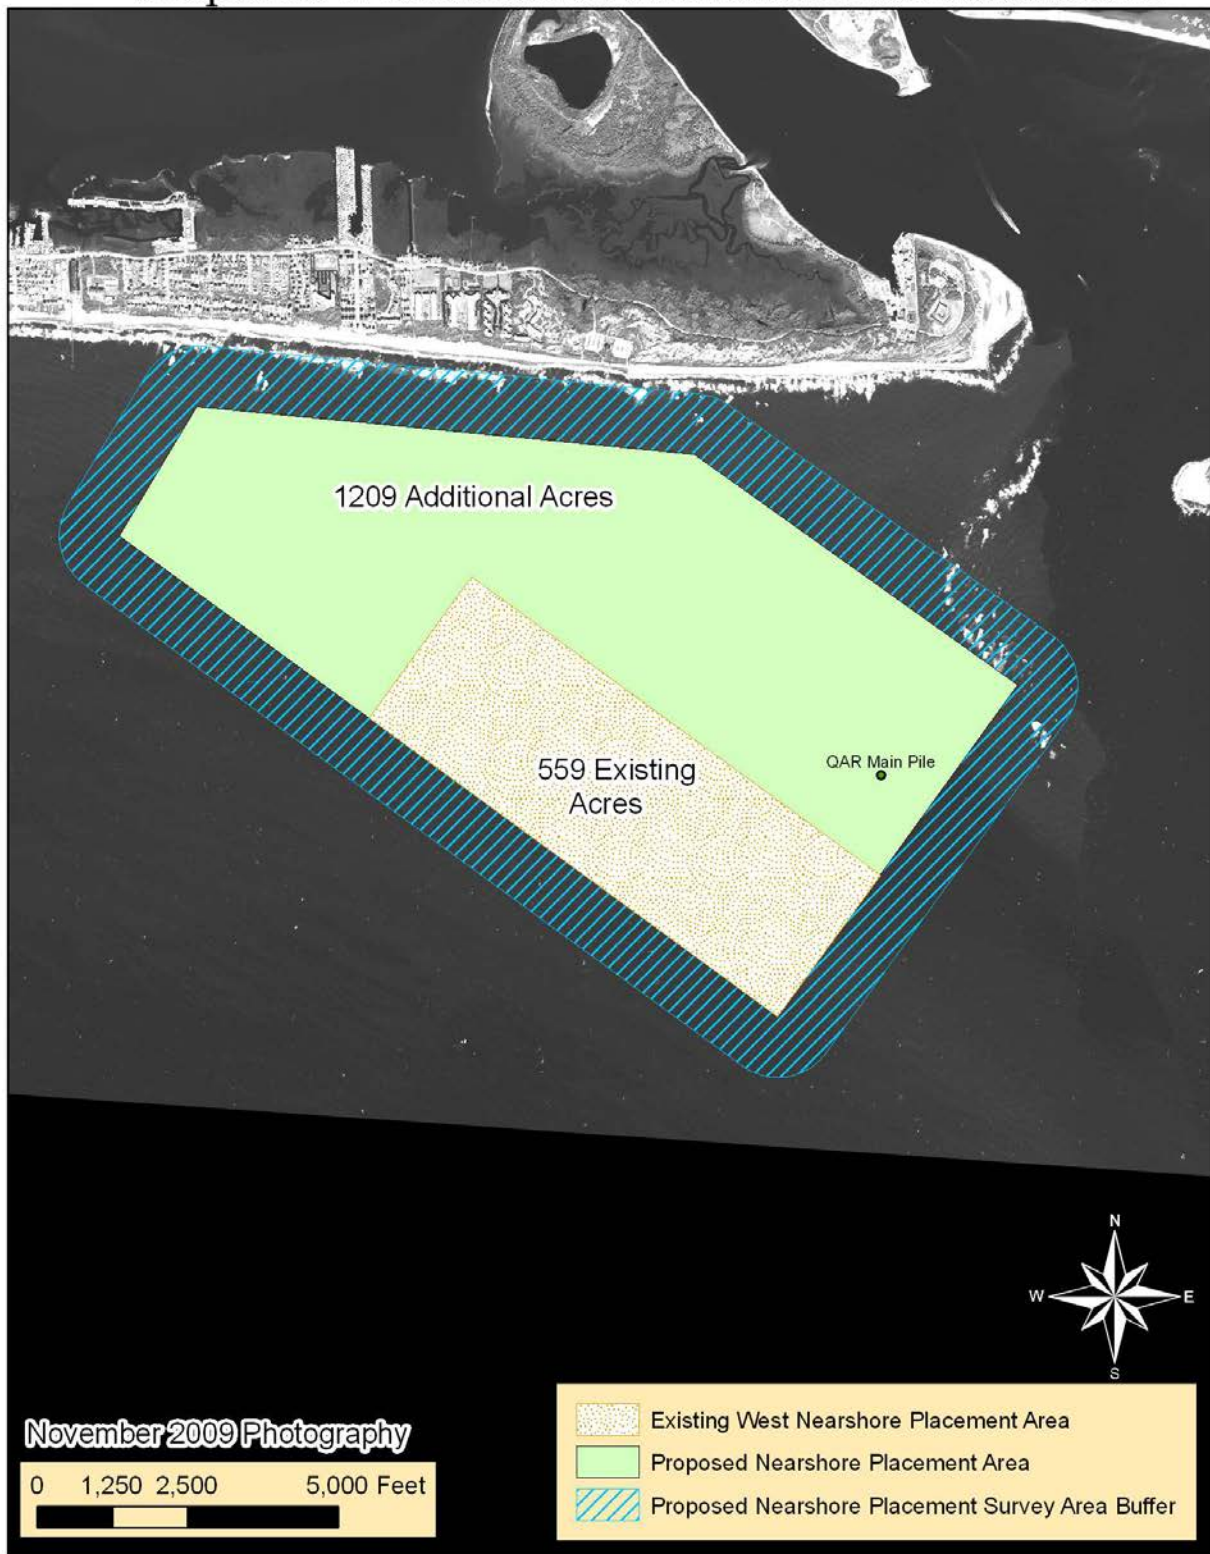 1209 Additional Acres
559 Existing
Acres
QAR Main Pile
N
W E
S
November 2009 Photography
0 1,250 2,500 5,000 Feet
Existing West Nearshore Placement Area
Proposed Nearshore Placement Area
Proposed Nearshore Placement Survey Area Buffer